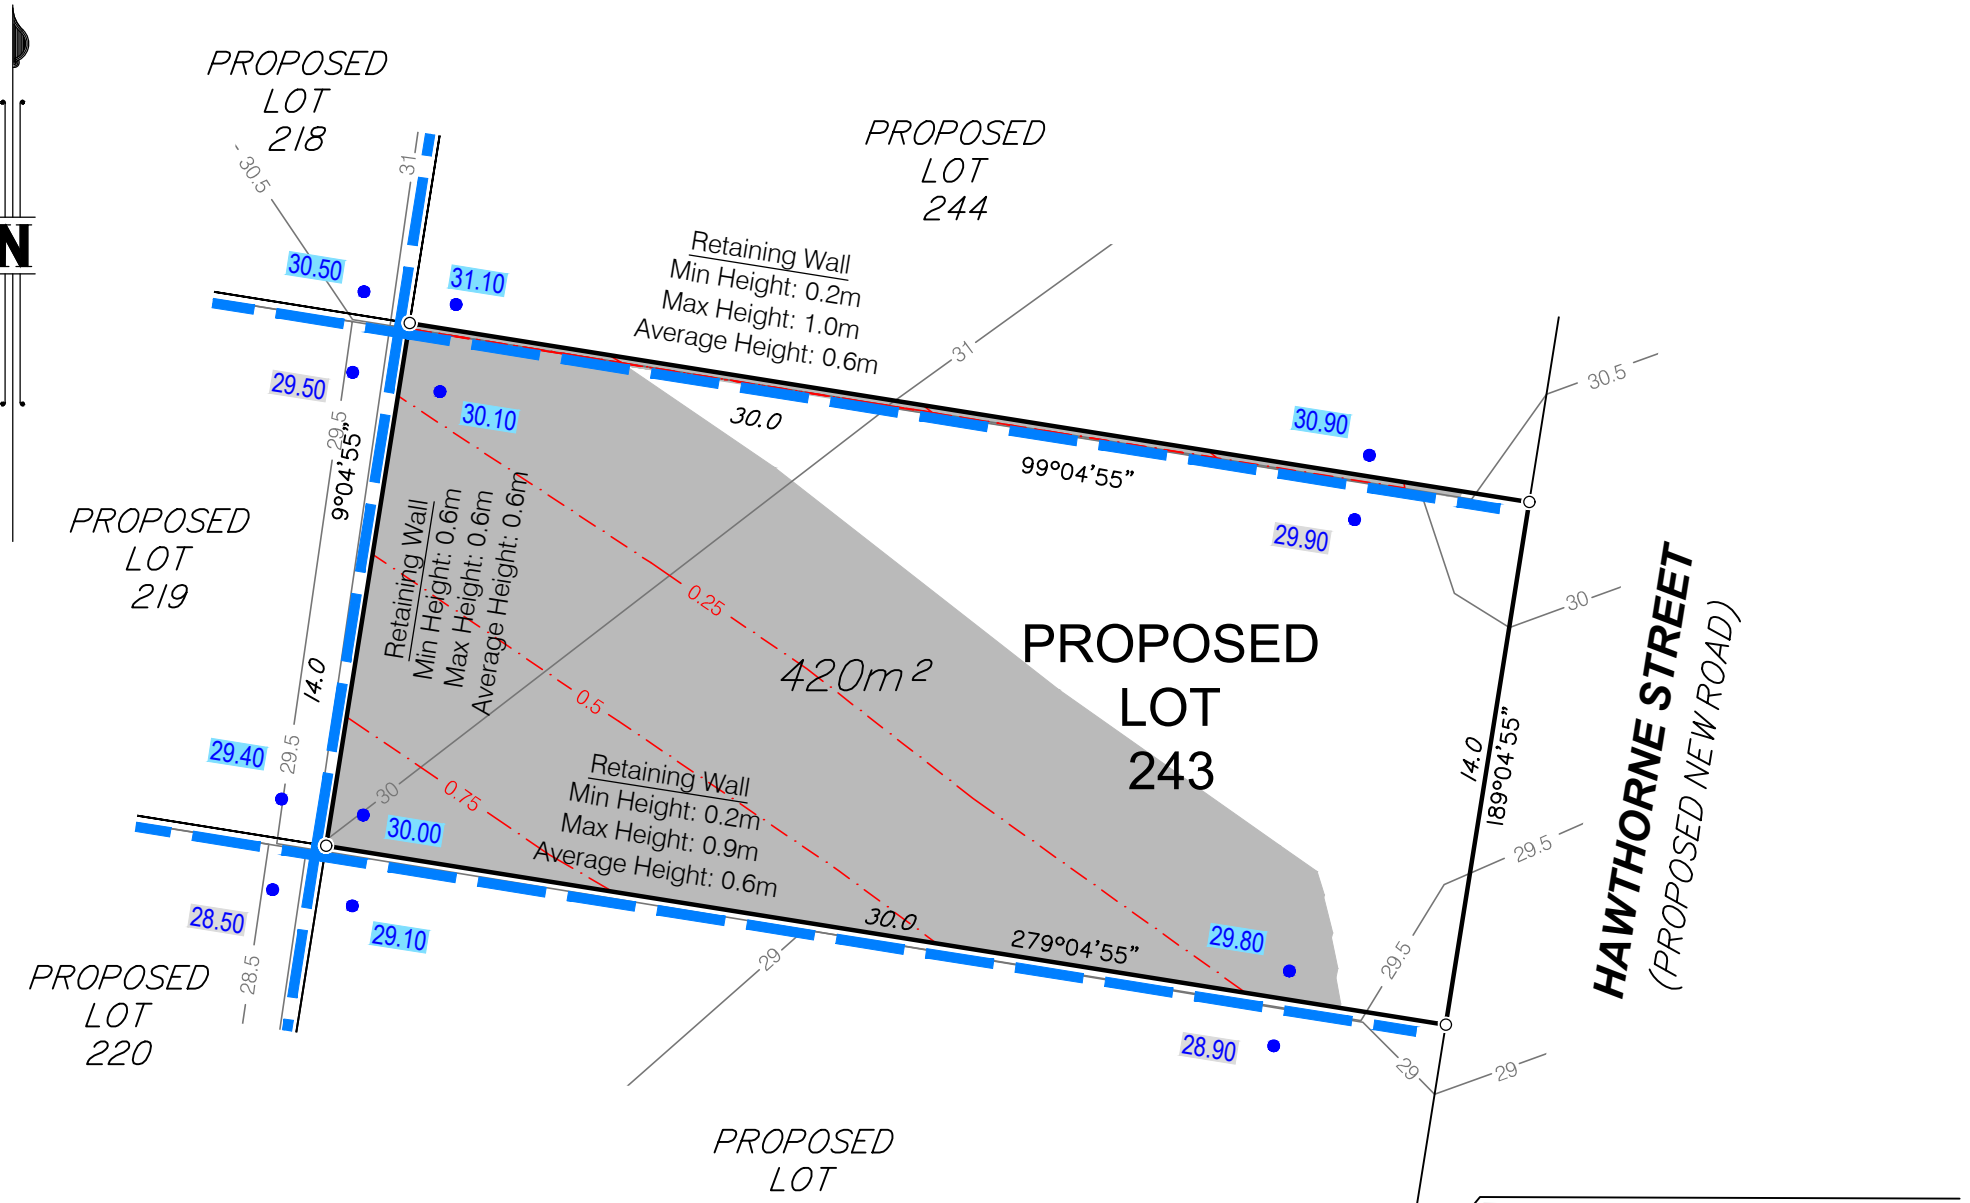 PROPOSED
LOT
218
PROPOSED
LOT
244
N
30.5
31
30.50
31.10
Retaining Wall
Min Height: 0.2m
Max Height: 1.0m
Average Height: 0.6m
31
30.5
29.50
30.10
30.0
30.90
99°04'55"
29.90
29.5
9°04'55"
PROPOSED
LOT
219
Retaining Wall
Min Height: 0.6m
Max Height: 0.6m
Average Height: 0.6m
0.25
30
PROPOSED
LOT
243
420m²
HAWTHORNE STREET
(PROPOSED NEW ROAD)
14.0
0.5
14.0
189°04'55"
29.40
29.5
30
0.75
30.00
Retaining Wall
Min Height: 0.2m
Max Height: 0.9m
Average Height: 0.6m
29.5
28.50
29.10
30.0
279°04'55"
29.80
29.5
28.5
29
28.90
29
29
PROPOSED
LOT
220
PROPOSED
LOT